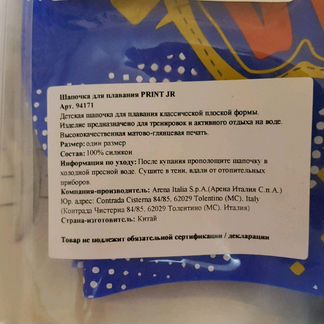 Шапочка для плавания PRINT JR
Арт. 94171
Детская шапочка для плавания классической плоской формы.
Изделие предназначено для тренировок и активного отдыха на воде.
Высококачественная матово-глянцевая печать.
Размер: один размер
Состав: 100% силикон
Информация по уходу: После купания прополощите шапочку в
холодной пресной воде. Сушите в тени, вдали от отопительных
приборов.
Компания-производитель: Arena Italia S.p.A.(Арена Италия С.п.А.)
Юр. адрес: Contrada Cisterna 84/85, 62029 Tolentino (MC), Italy
(Контрада Чистерна 84/85, 62029 Толентино (МС), Италия)
Страна-изготовитель: Китай
Товар не подлежит обязательной сертификации / декларации